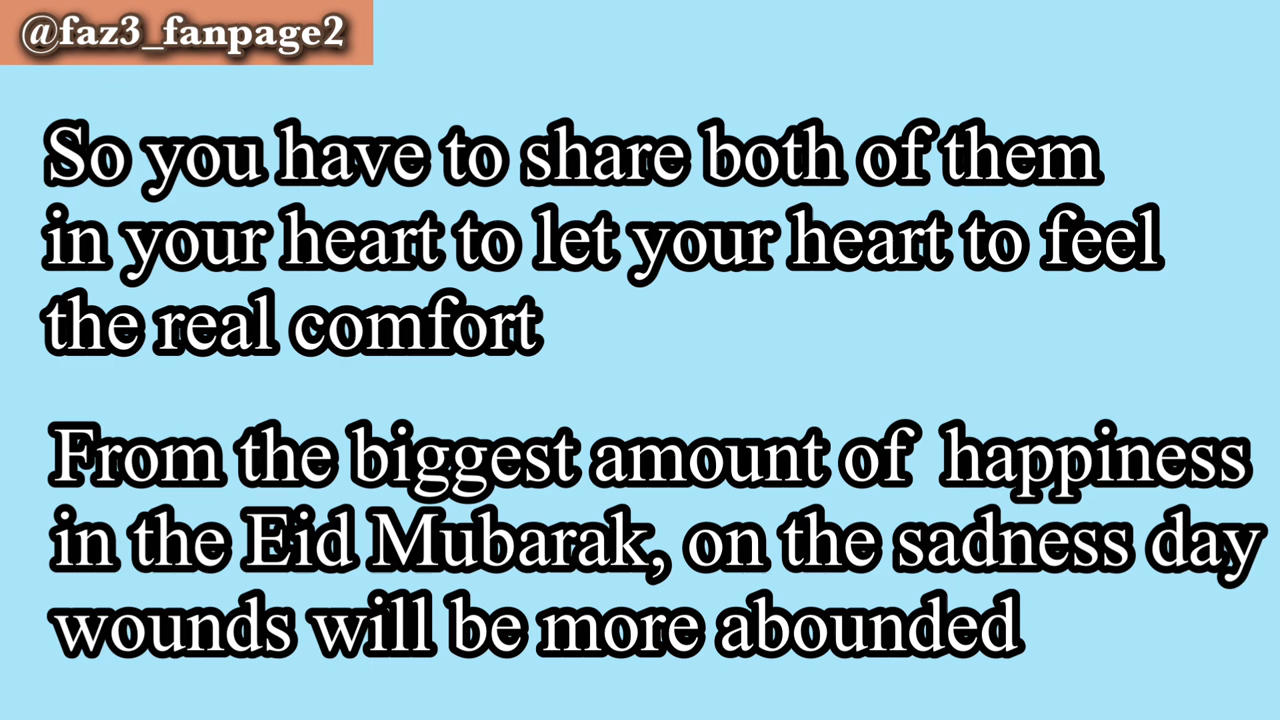 @faz3_fanpage2
So you have to share both of them
in your heart to let your heart to feel
the real comfort
From the biggest amount of happiness
in the Eid Mubarak, on the sadness day
wounds will be more abounded